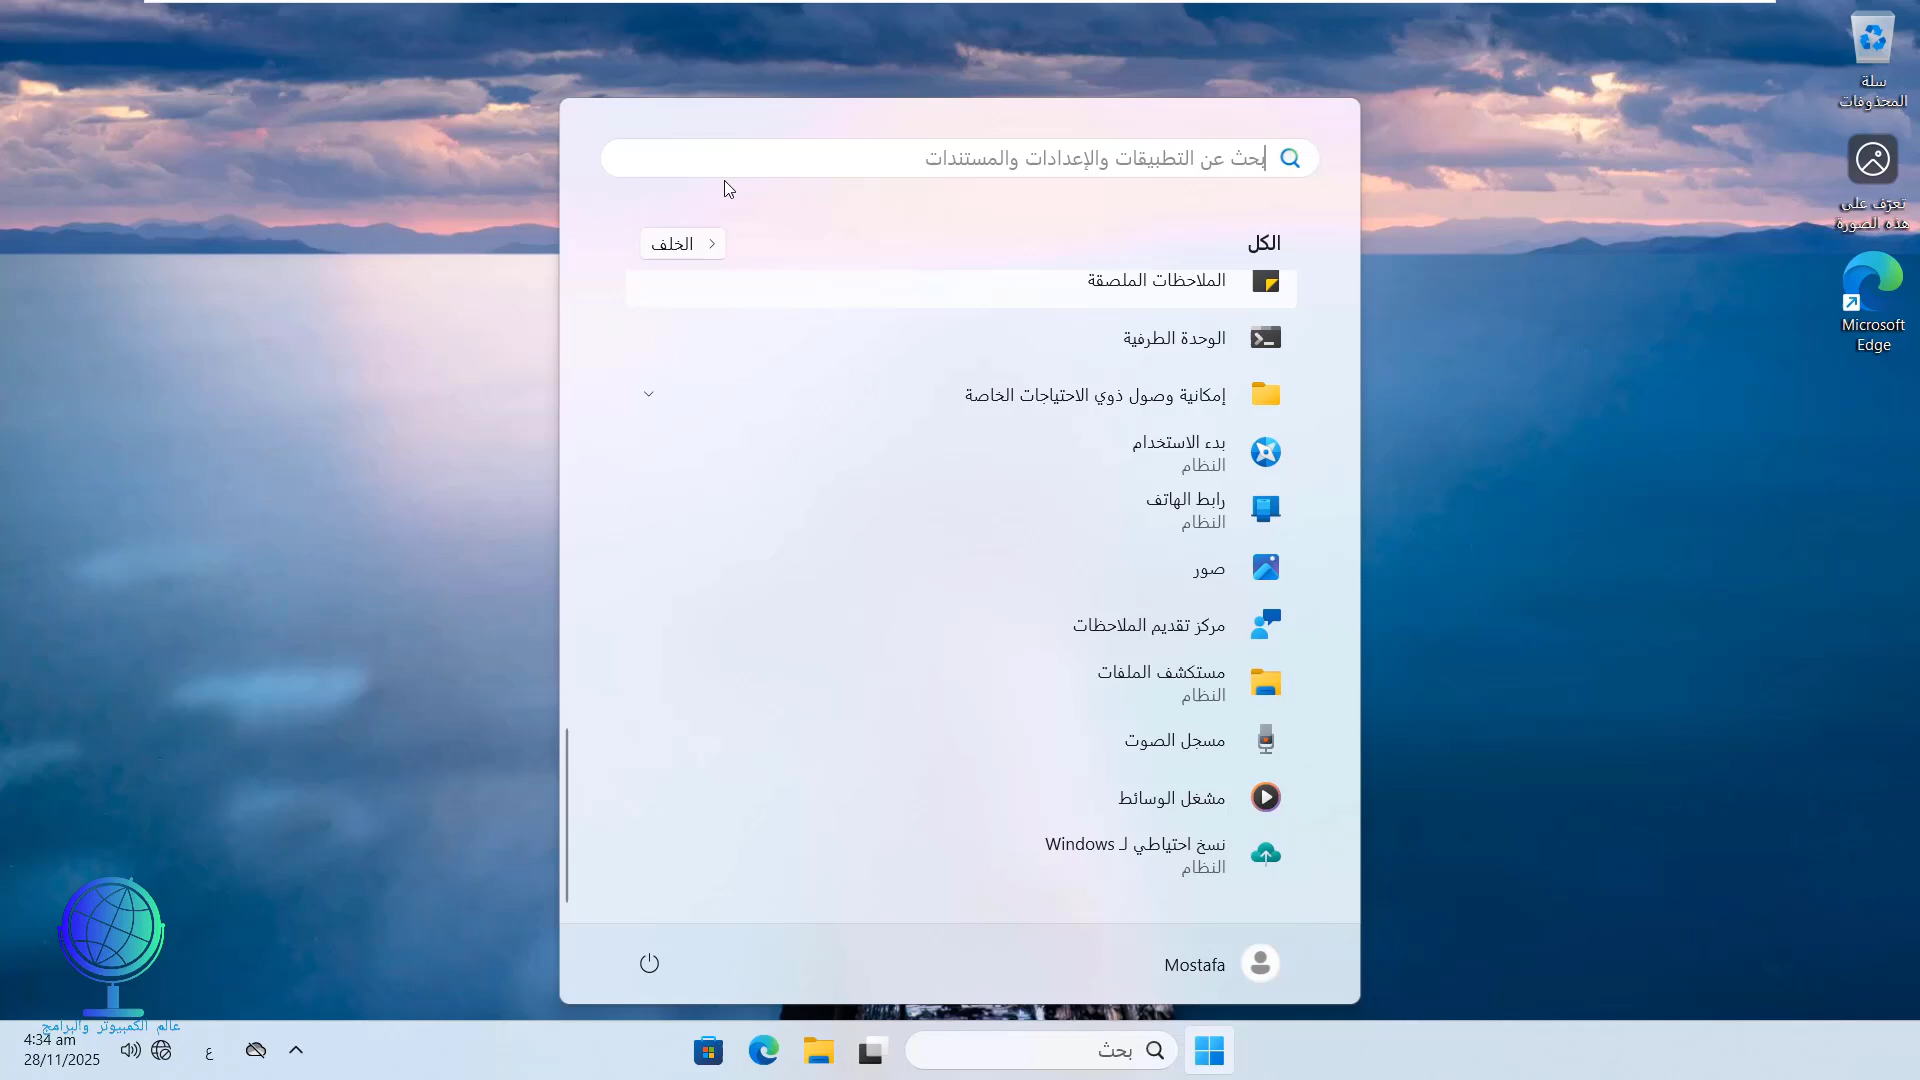 سلة
المحذوفات
تعرّف على
هذه الصورة
Microsoft
Edge
بحث عن التطبيقات والإعدادات والمستندات
الكل
الخلف
الملاحظات الملصقة
الوحدة الطرفية
إمكانية وصول ذوي الاحتياجات الخاصة
بدء الاستخدام
النظام
رابط الهاتف
النظام
صور
مركز تقديم الملاحظات
مستكشف الملفات
النظام
مسجل الصوت
مشغل الوسائط
نسخ احتياطي لـ Windows
النظام
Mostafa
عالم الكمبيوتر والبرامج
بحث
ع
4:34 am
28/11/2025